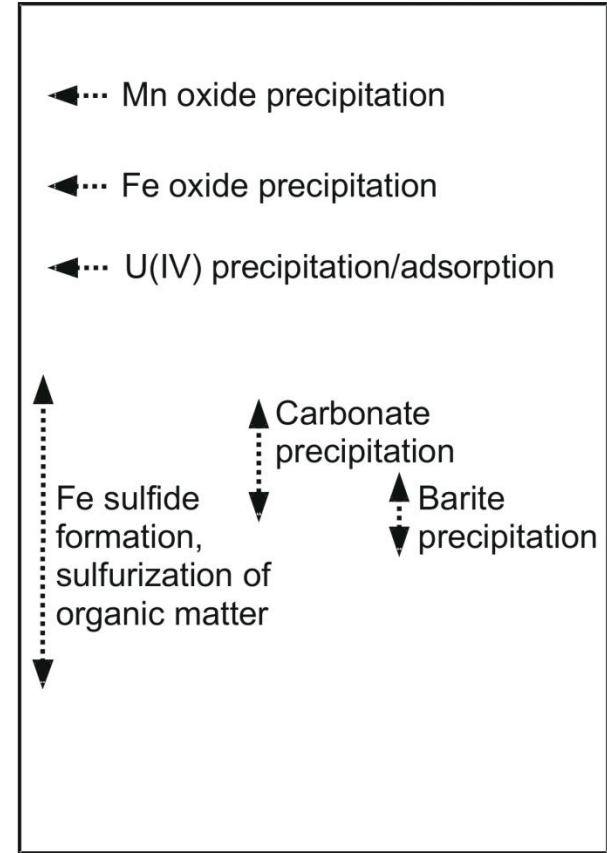 Mn oxide precipitation
Fe oxide precipitation
U(IV) precipitation/adsorption
Carbonate
precipitation
Fe sulfide
formation,
sulfurization of
organic matter
Barite
precipitation